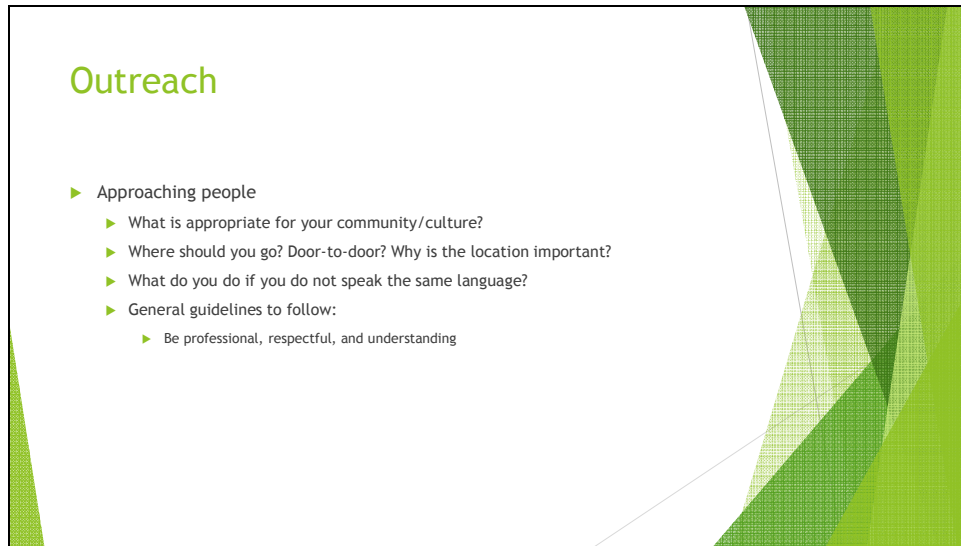 Outreach
Approaching people
What is appropriate for your community/culture?
Where should you go? Door-to-door? Why is the location important?
What do you do if you do not speak the same language?
General guidelines to follow:
Be professional, respectful, and understanding